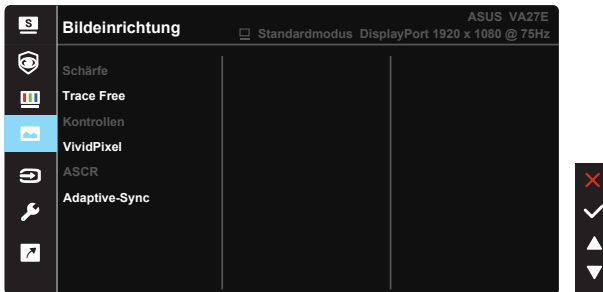 S
Bildeinrichtung
ASUS VA27E
Standardmodus DisplayPort 1920 x 1080 @ 75Hz
Schärfe
Trace Free
Kontrollen
VividPixel
ASCR
Adaptive-Sync